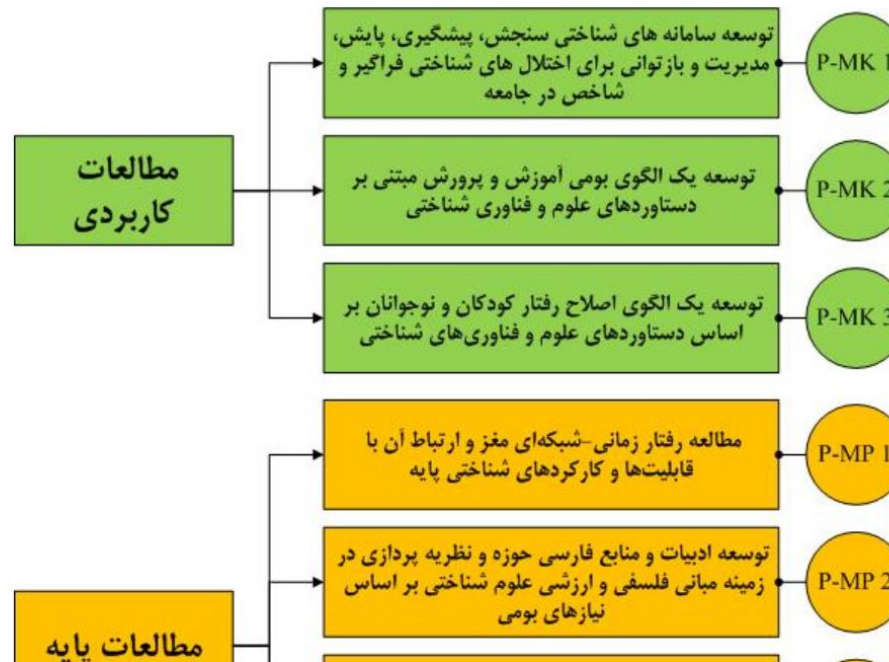 توسعه سامانه های شناختی سنجش، پیشگیری، پایش،
مدیریت و بازتوانی برای اختلال های شناختی فراگیر و
شاخص در جامعه
P-MK 1
مطالعات
کاربردی
توسعه یک الگوی بومی آموزش و پرورش مبتنی بر
دستاوردهای علوم و فناوری شناختی
P-MK 2
توسعه یک الگوی اصلاح رفتار کودکان و نوجوانان بر
اساس دستاوردهای علوم و فناوری‌های شناختی
P-MK 3
مطالعه رفتار زمانی-شبکه‌ای مغز و ارتباط آن با
قابلیت‌ها و کارکردهای شناختی پایه
P-MP 1
توسعه ادبیات و منابع فارسی حوزه و نظریه پردازی در
زمینه مبانی فلسفی و ارزشی علوم شناختی بر اساس
نیازهای بومی
P-MP 2
مطالعات پایه